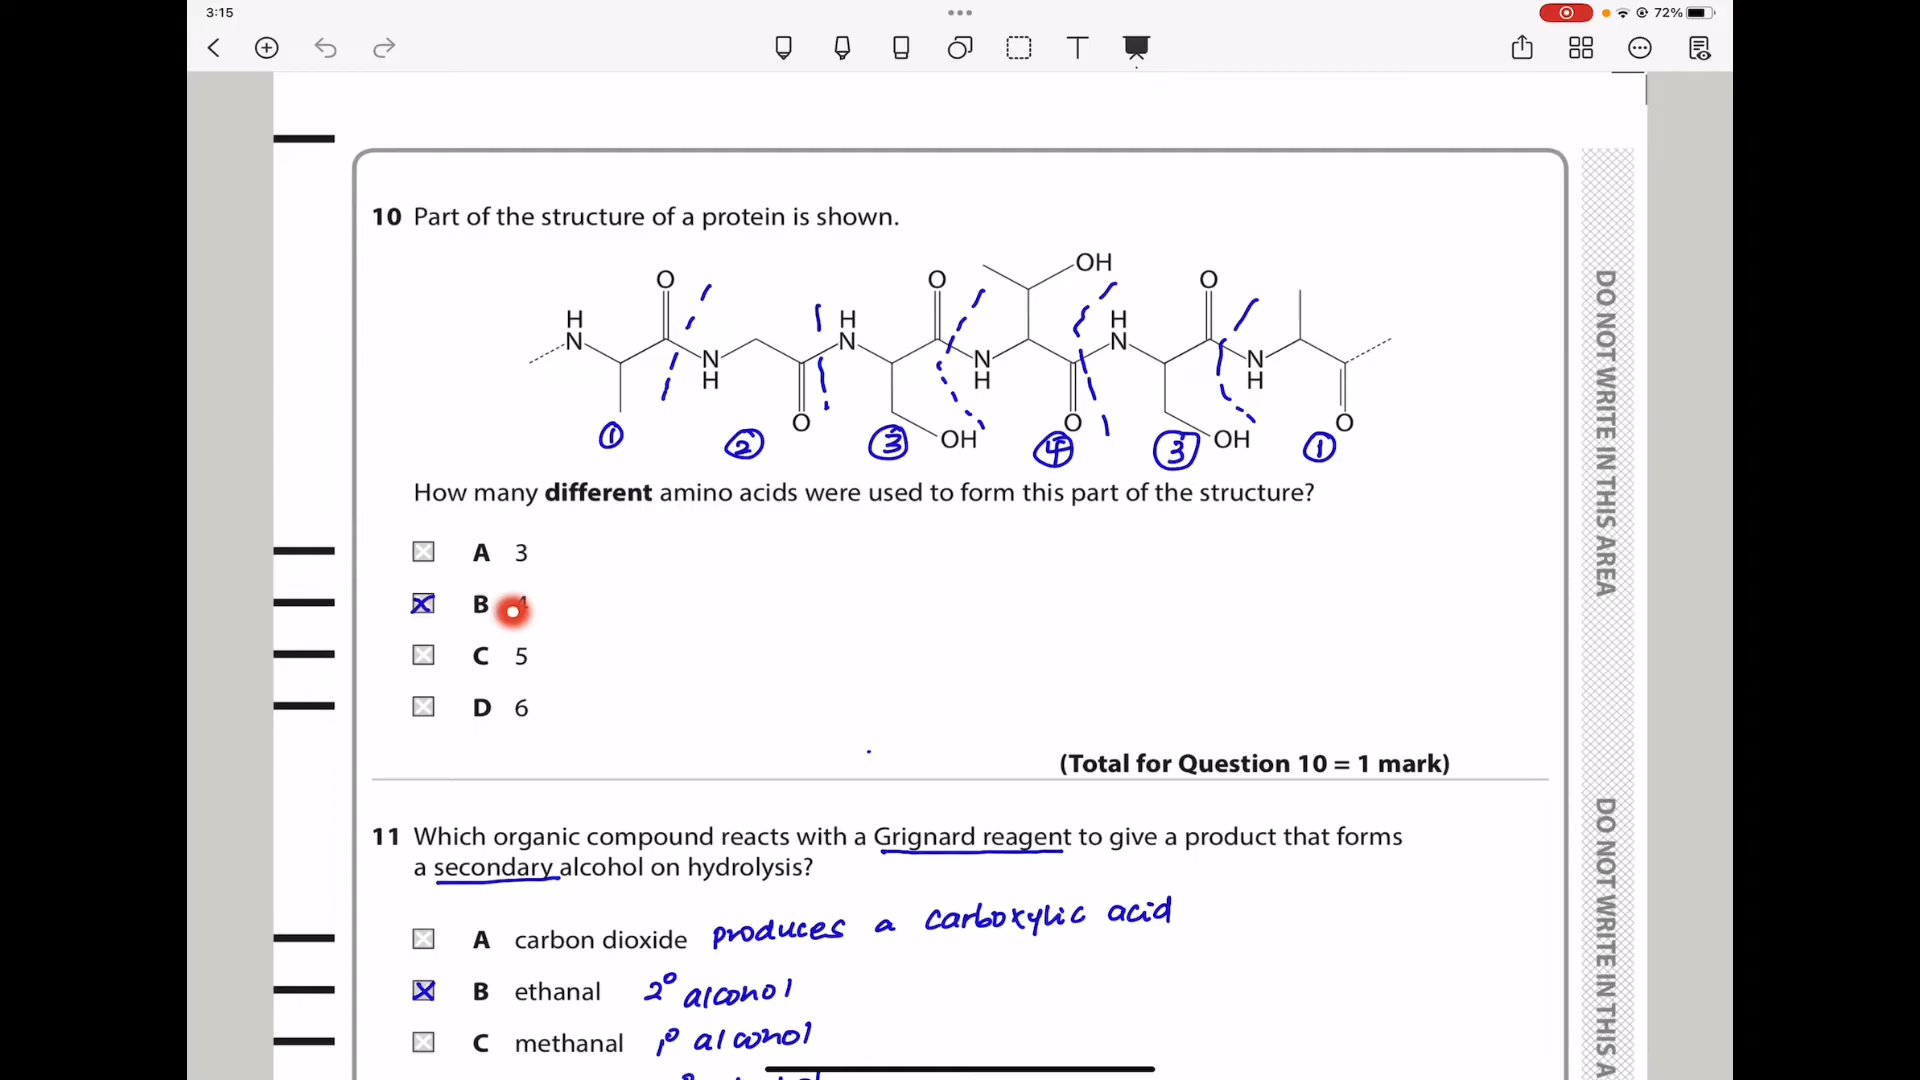 3:15
72%
10 Part of the structure of a protein is shown.
OH
O O O
H H H
N N N
N N N
H H H
O O O
OH OH
1 2 3 4 3 1
How many different amino acids were used to form this part of the structure?
A 3
B 4
C 5
D 6
(Total for Question 10 = 1 mark)
11 Which organic compound reacts with a Grignard reagent to give a product that forms
a secondary alcohol on hydrolysis?
A carbon dioxide produces a carboxylic acid
B ethanal 2° alcohol
C methanal 1° alcohol
DO NOT WRITE IN THIS AREA
DO NOT WRITE IN THIS A